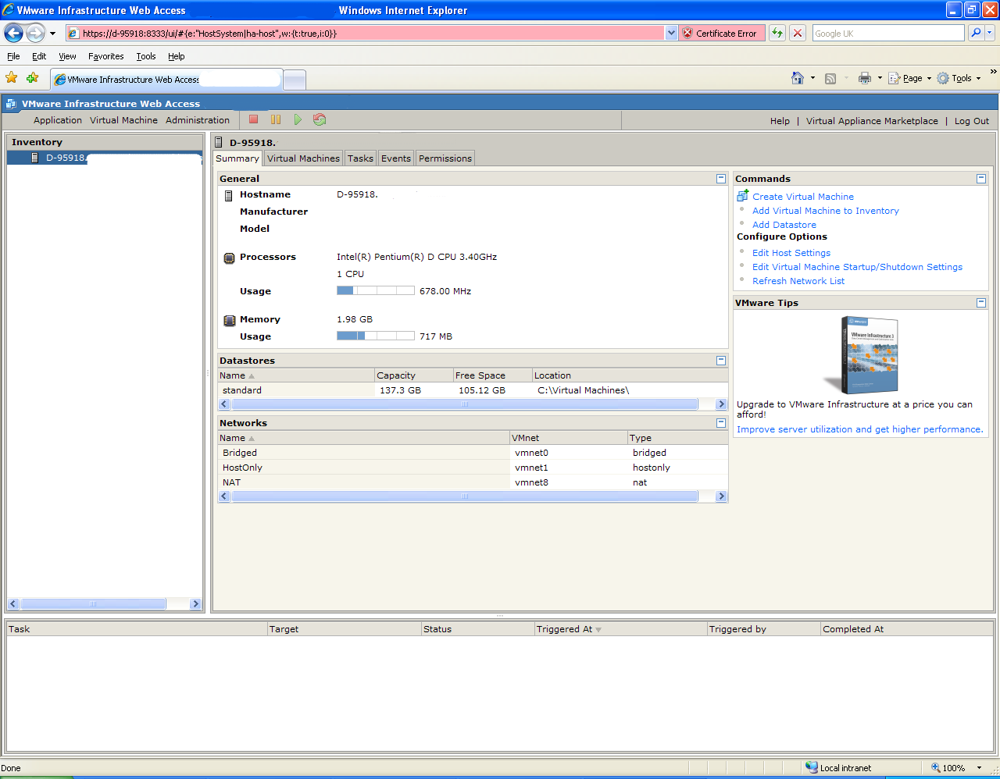 VMware Infrastructure Web Access Windows Internet Explorer
https://d-95918:8333/ui/#{e:"HostSystem|ha-host",w:{t:true,i:0}} Certificate Error Google UK
File Edit View Favorites Tools Help
VMware Infrastructure Web Access Page Tools
VMware Infrastructure Web Access
Application Virtual Machine Administration Help | Virtual Appliance Marketplace | Log Out
Inventory
D-95918.
D-95918.
Summary Virtual Machines Tasks Events Permissions
General
Hostname D-95918.
Manufacturer
Model
Processors Intel(R) Pentium(R) D CPU 3.40GHz
1 CPU
Usage 678.00 MHz
Memory 1.98 GB
Usage 717 MB
Datastores
Name Capacity Free Space Location
standard 137.3 GB 105.12 GB C:\Virtual Machines\
Networks
Name VMnet Type
Bridged vmnet0 bridged
HostOnly vmnet1 hostonly
NAT vmnet8 nat
Commands
Create Virtual Machine
Add Virtual Machine to Inventory
Add Datastore
Configure Options
Edit Host Settings
Edit Virtual Machine Startup/Shutdown Settings
Refresh Network List
VMware Tips
VMware Infrastructure 3
Upgrade to VMware Infrastructure at a price you can
afford!
Improve server utilization and get higher performance.
Task Target Status Triggered At Triggered by Completed At
Done Local intranet 100%